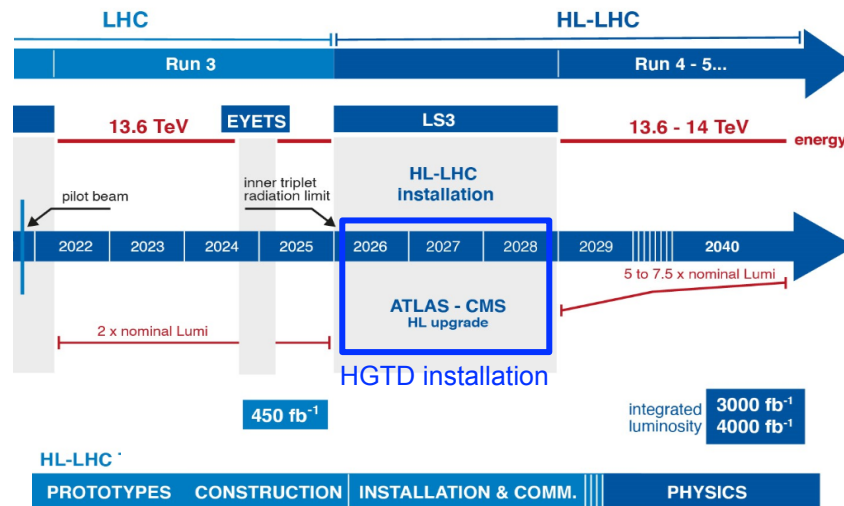 LHC
HL-LHC
Run 3
Run 4 - 5...
13.6 TeV
EYETS
LS3
13.6 - 14 TeV
energy
HL-LHC
installation
inner triplet
radiation limit
pilot beam
2022
2023
2024
2025
2026
2027
2028
2029
2040
5 to 7.5 x nominal Lumi
ATLAS - CMS
HL upgrade
2 x nominal Lumi
HGTD installation
450 fb⁻¹
integrated
luminosity
3000 fb⁻¹
4000 fb⁻¹
HL-LHC
PROTOTYPES
CONSTRUCTION
INSTALLATION & COMM.
PHYSICS